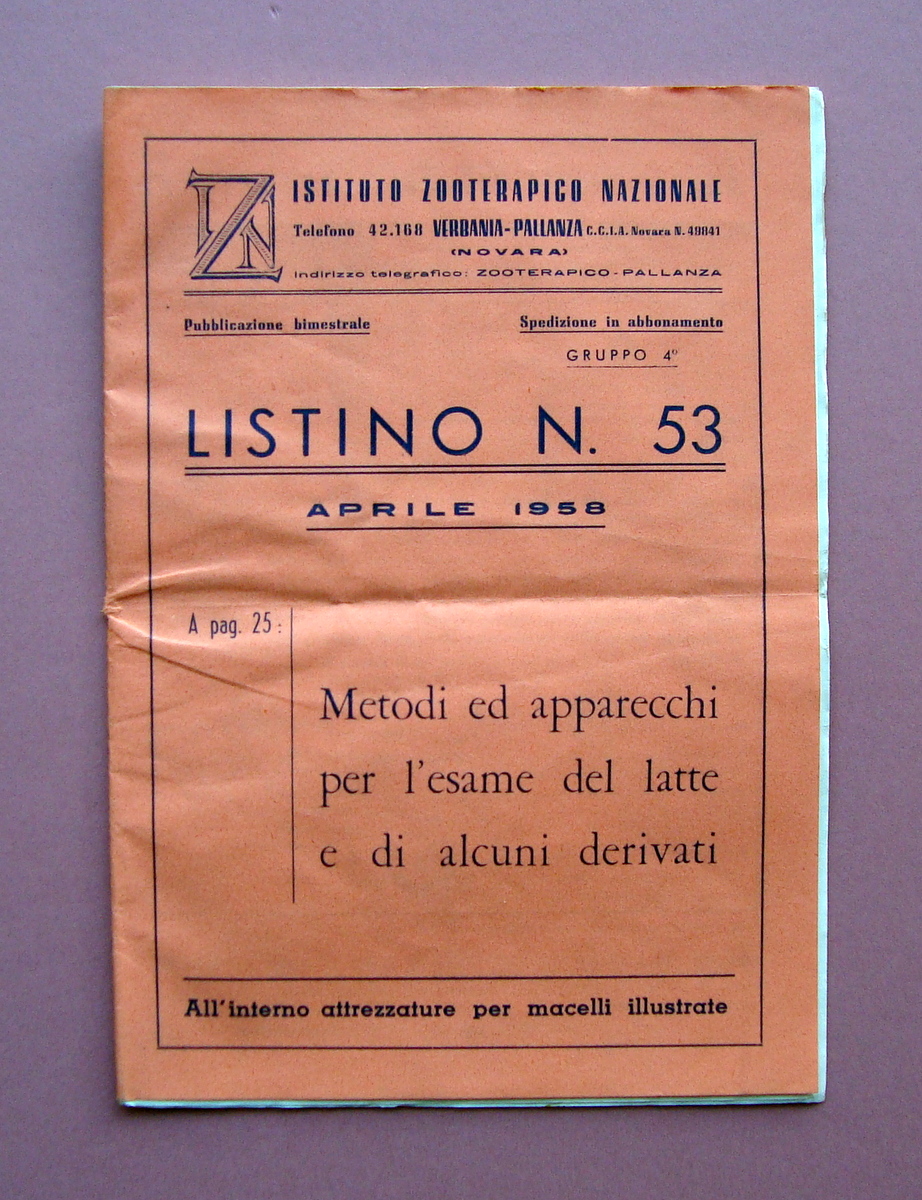 IZN
ISTITUTO ZOOTERAPICO NAZIONALE
Telefono 42.168 VERBANIA-PALLANZA C.C.I.A. Novara N. 49841
(NOVARA)
indirizzo telegrafico: ZOOTERAPICO-PALLANZA
Pubblicazione bimestrale
Spedizione in abbonamento
GRUPPO 4º
LISTINO N. 53
APRILE 1958
A pag. 25:
Metodi ed apparecchi
per l'esame del latte
e di alcuni derivati
All'interno attrezzature per macelli illustrate